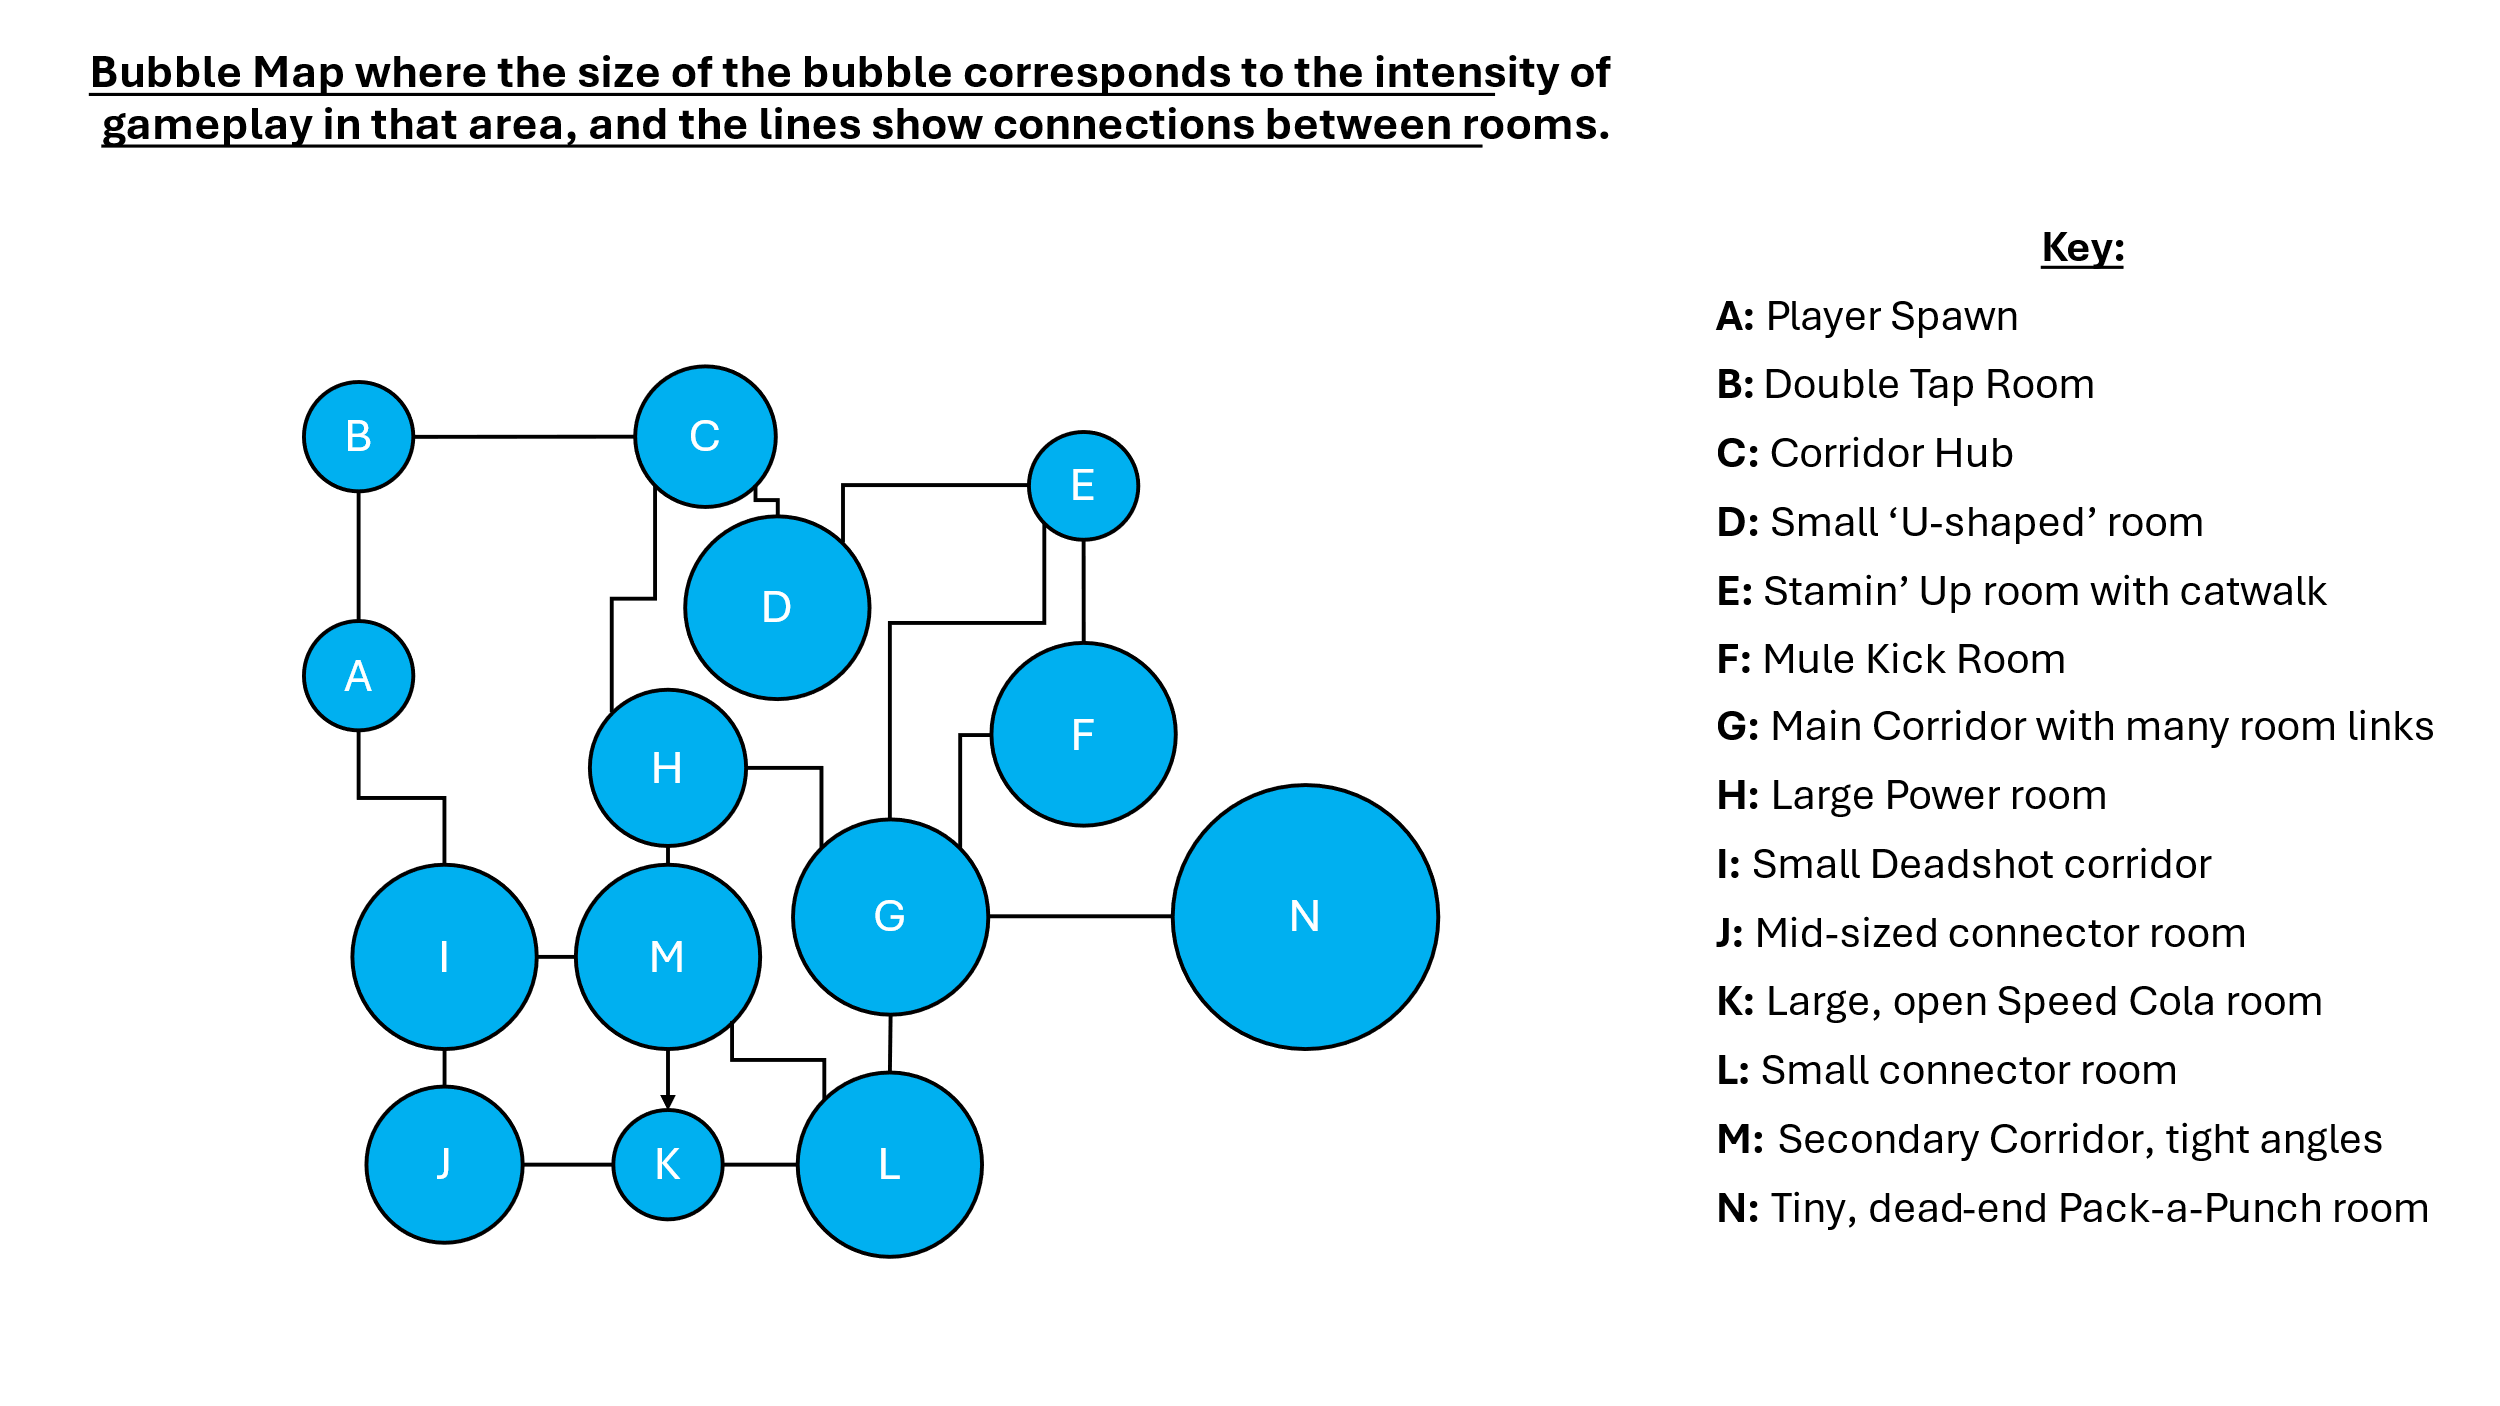 Bubble Map where the size of the bubble corresponds to the intensity of
gameplay in that area, and the lines show connections between rooms.
B
C
E
D
A
F
H
G
N
I
M
J
K
L
Key:
A: Player Spawn
B: Double Tap Room
C: Corridor Hub
D: Small ‘U-shaped’ room
E: Stamin’ Up room with catwalk
F: Mule Kick Room
G: Main Corridor with many room links
H: Large Power room
I: Small Deadshot corridor
J: Mid-sized connector room
K: Large, open Speed Cola room
L: Small connector room
M: Secondary Corridor, tight angles
N: Tiny, dead-end Pack-a-Punch room